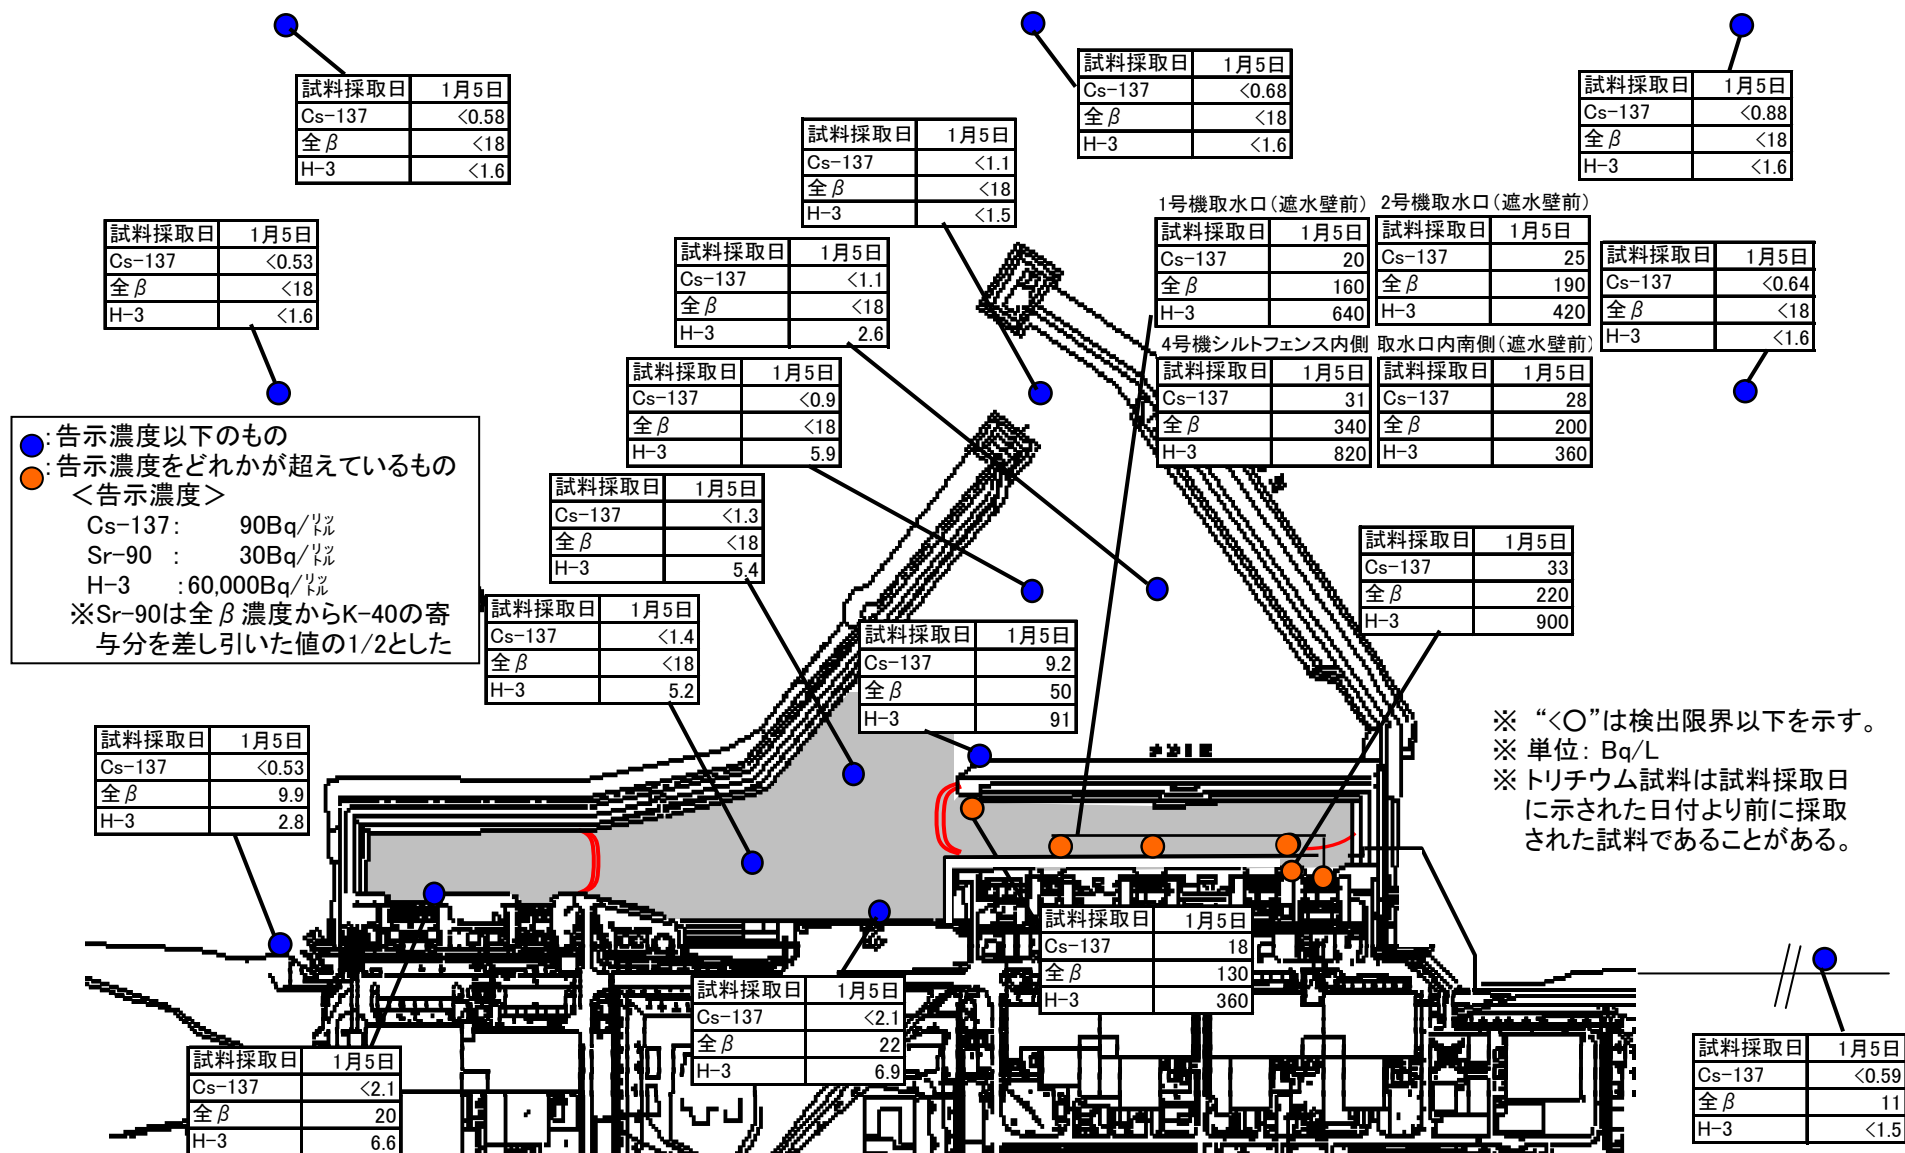 試料採取日 1月5日
Cs-137 <0.58
全β <18
H-3 <1.6
試料採取日 1月5日
Cs-137 <0.68
全β <18
H-3 <1.6
試料採取日 1月5日
Cs-137 <0.88
全β <18
H-3 <1.6
試料採取日 1月5日
Cs-137 <1.1
全β <18
H-3 <1.5
試料採取日 1月5日
Cs-137 <0.53
全β <18
H-3 <1.6
試料採取日 1月5日
Cs-137 <1.1
全β <18
H-3 2.6
1号機取水口(遮水壁前)
試料採取日 1月5日
Cs-137 20
全β 160
H-3 640
2号機取水口(遮水壁前)
試料採取日 1月5日
Cs-137 25
全β 190
H-3 420
試料採取日 1月5日
Cs-137 <0.64
全β <18
H-3 <1.6
4号機シルトフェンス内側
試料採取日 1月5日
Cs-137 31
全β 340
H-3 820
取水口内南側(遮水壁前)
試料採取日 1月5日
Cs-137 28
全β 200
H-3 360
試料採取日 1月5日
Cs-137 <0.9
全β <18
H-3 5.9
:告示濃度以下のもの
:告示濃度をどれかが超えているもの
<告示濃度>
Cs-137: 90Bq/リットル
Sr-90 : 30Bq/リットル
H-3 :60,000Bq/リットル
※Sr-90は全β濃度からK-40の寄
与分を差し引いた値の1/2とした
試料採取日 1月5日
Cs-137 <1.3
全β <18
H-3 5.4
試料採取日 1月5日
Cs-137 33
全β 220
H-3 900
試料採取日 1月5日
Cs-137 <1.4
全β <18
H-3 5.2
試料採取日 1月5日
Cs-137 9.2
全β 50
H-3 91
※ “<○”は検出限界以下を示す。
※ 単位: Bq/L
※ トリチウム試料は試料採取日
に示された日付より前に採取
された試料であることがある。
試料採取日 1月5日
Cs-137 <0.53
全β 9.9
H-3 2.8
試料採取日 1月5日
Cs-137 18
全β 130
H-3 360
試料採取日 1月5日
Cs-137 <2.1
全β 22
H-3 6.9
試料採取日 1月5日
Cs-137 <2.1
全β 20
H-3 6.6
試料採取日 1月5日
Cs-137 <0.59
全β 11
H-3 <1.5